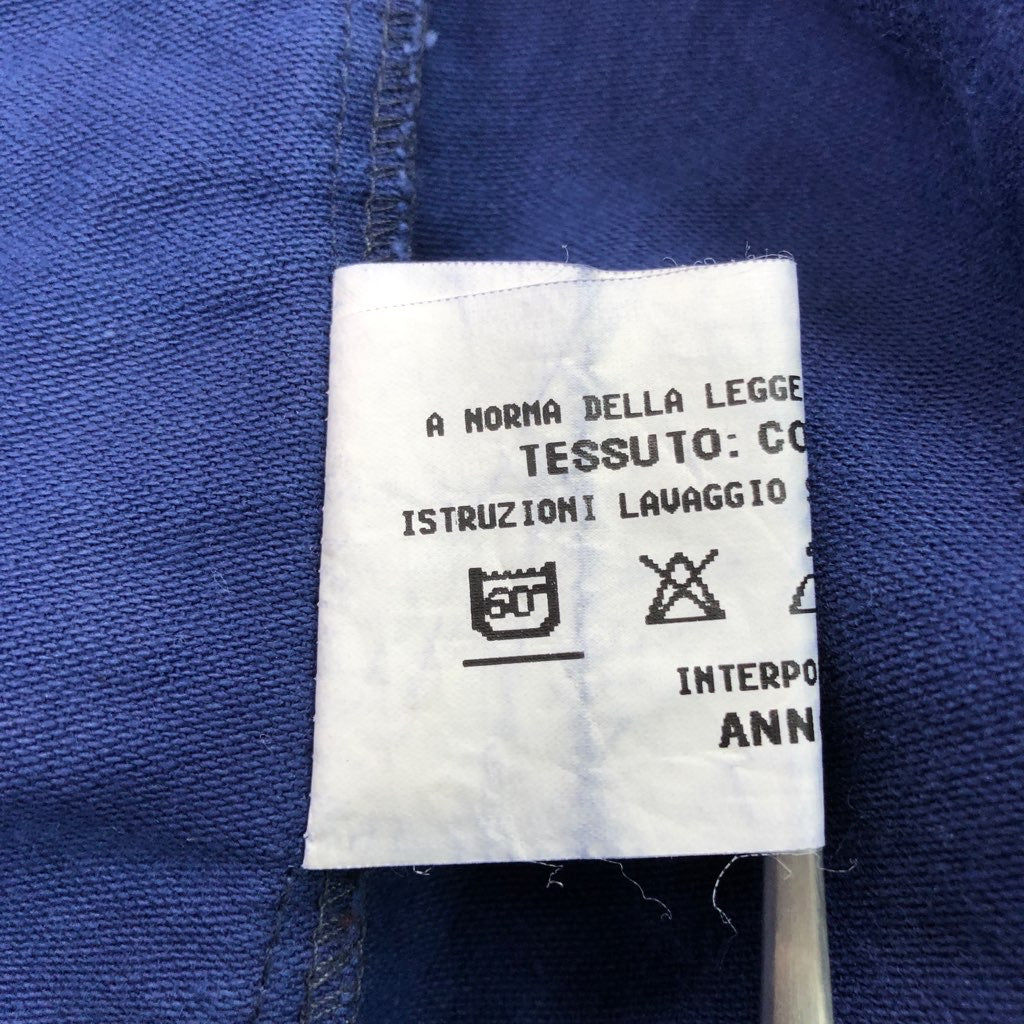 A NORMA DELLA LEGGE
TESSUTO: CO
ISTRUZIONI LAVAGGIO
60°
INTERPO
ANN